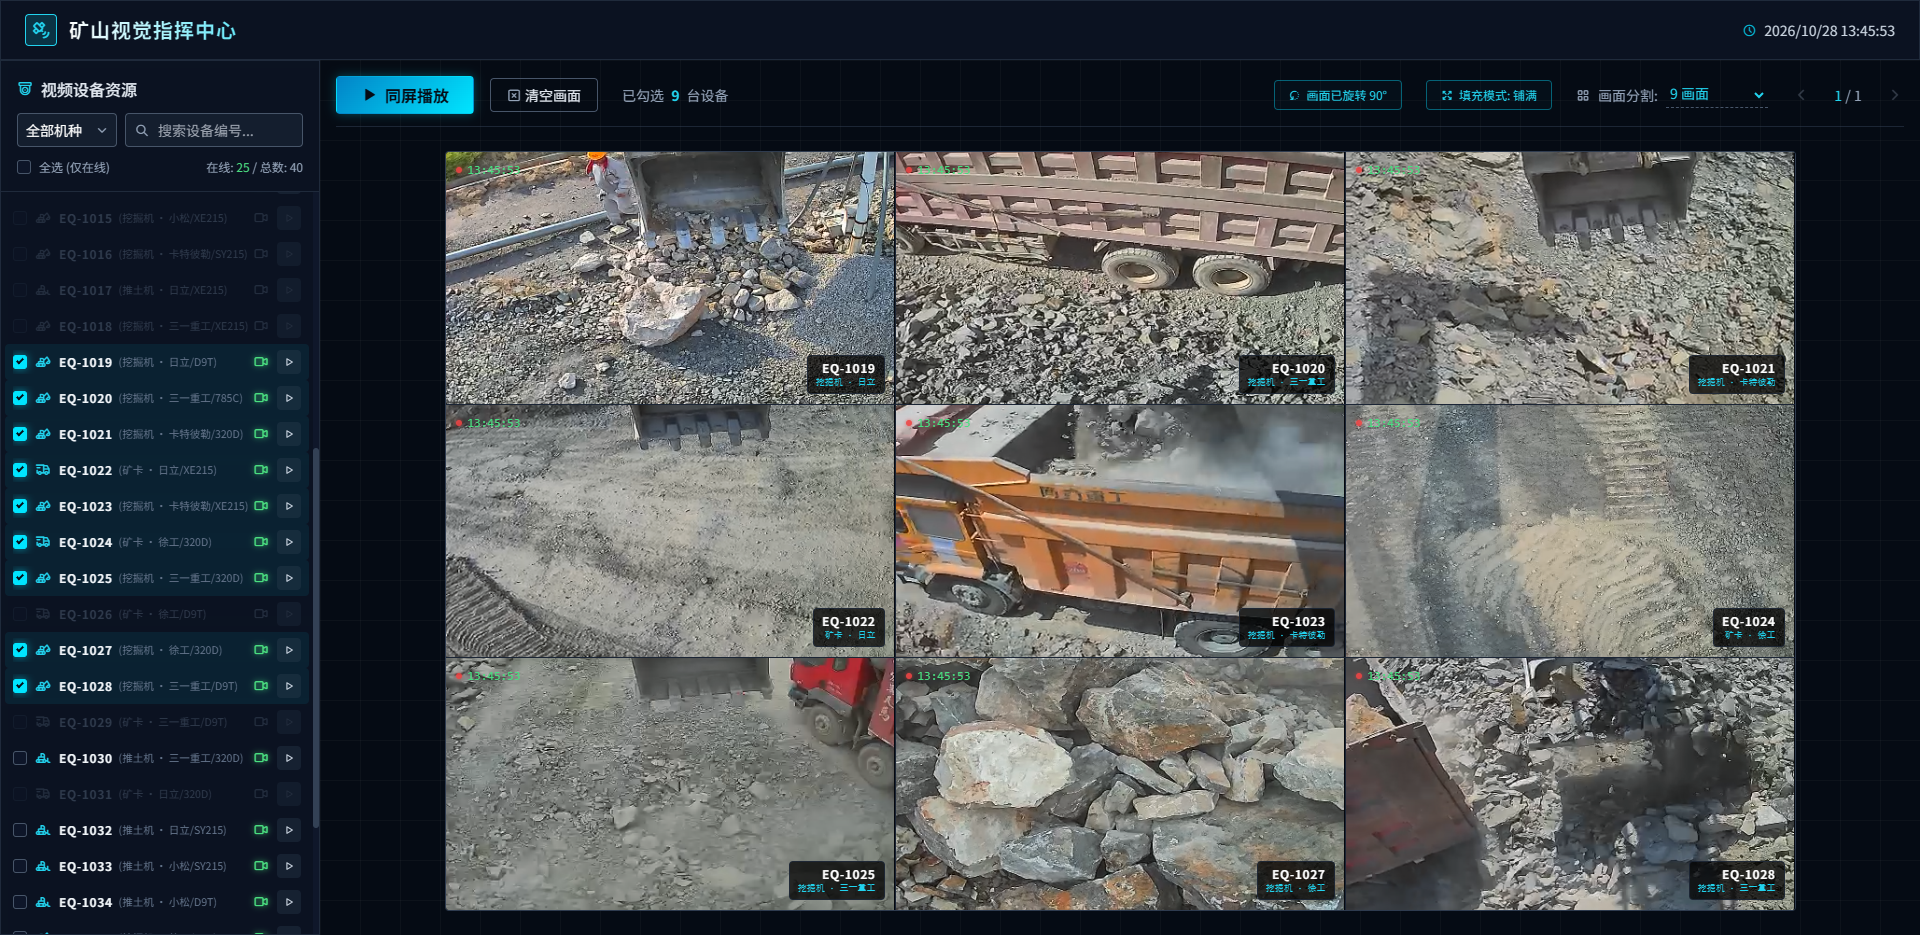 矿山视觉指挥中心
2026/10/28 13:45:53
视频设备资源
全部机种
搜索设备编号...
全选 (仅在线)
在线: 25 / 总数: 40
EQ-1015 (挖掘机 · 小松/XE215)
EQ-1016 (挖掘机 · 卡特彼勒/SY215)
EQ-1017 (推土机 · 日立/XE215)
EQ-1018 (挖掘机 · 三一重工/XE215)
EQ-1019 (挖掘机 · 日立/D9T)
EQ-1020 (挖掘机 · 三一重工/785C)
EQ-1021 (挖掘机 · 卡特彼勒/320D)
EQ-1022 (矿卡 · 日立/XE215)
EQ-1023 (挖掘机 · 卡特彼勒/XE215)
EQ-1024 (矿卡 · 徐工/320D)
EQ-1025 (挖掘机 · 三一重工/320D)
EQ-1026 (矿卡 · 徐工/D9T)
EQ-1027 (挖掘机 · 徐工/320D)
EQ-1028 (挖掘机 · 三一重工/D9T)
EQ-1029 (矿卡 · 三一重工/D9T)
EQ-1030 (推土机 · 三一重工/320D)
EQ-1031 (矿卡 · 日立/320D)
EQ-1032 (推土机 · 日立/SY215)
EQ-1033 (推土机 · 小松/SY215)
EQ-1034 (推土机 · 小松/D9T)
同屏播放
清空画面
已勾选 9 台设备
画面已旋转 90°
填充模式: 铺满
画面分割: 9 画面
1 / 1
13:45:53
EQ-1019
挖掘机 · 日立
13:45:53
EQ-1020
挖掘机 · 三一重工
13:45:53
EQ-1021
挖掘机 · 卡特彼勒
13:45:53
EQ-1022
矿卡 · 日立
13:45:53
EQ-1023
挖掘机 · 卡特彼勒
13:45:53
EQ-1024
矿卡 · 徐工
13:45:53
EQ-1025
挖掘机 · 三一重工
13:45:53
EQ-1027
挖掘机 · 徐工
13:45:53
EQ-1028
挖掘机 · 三一重工